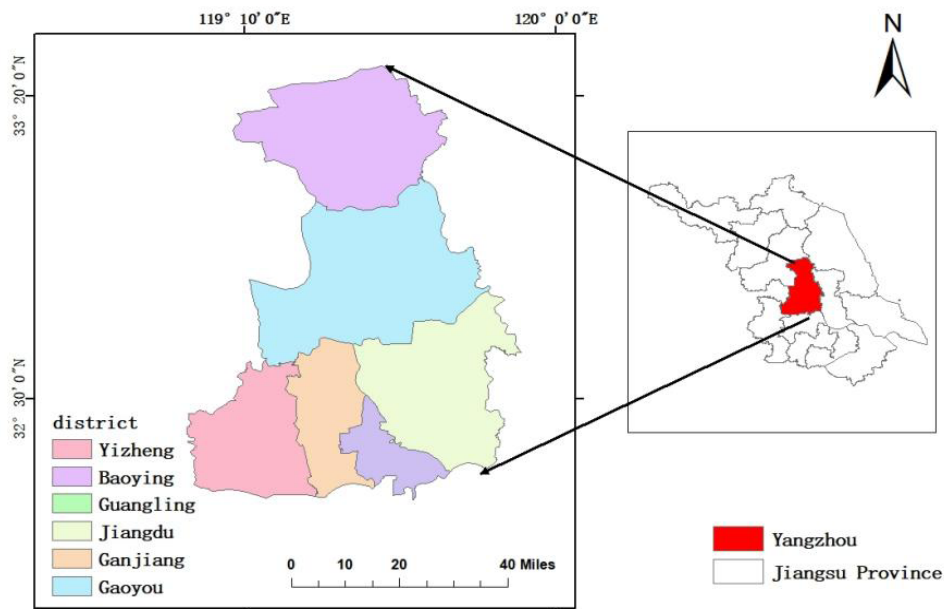 119° 10′0″E
120° 0′0″E
N
33° 20′0″N
32° 30′0″N
district
Yizheng
Baoying
Guangling
Jiangdu
Ganjiang
Gaoyou
0 10 20 40 Miles
Yangzhou
Jiangsu Province